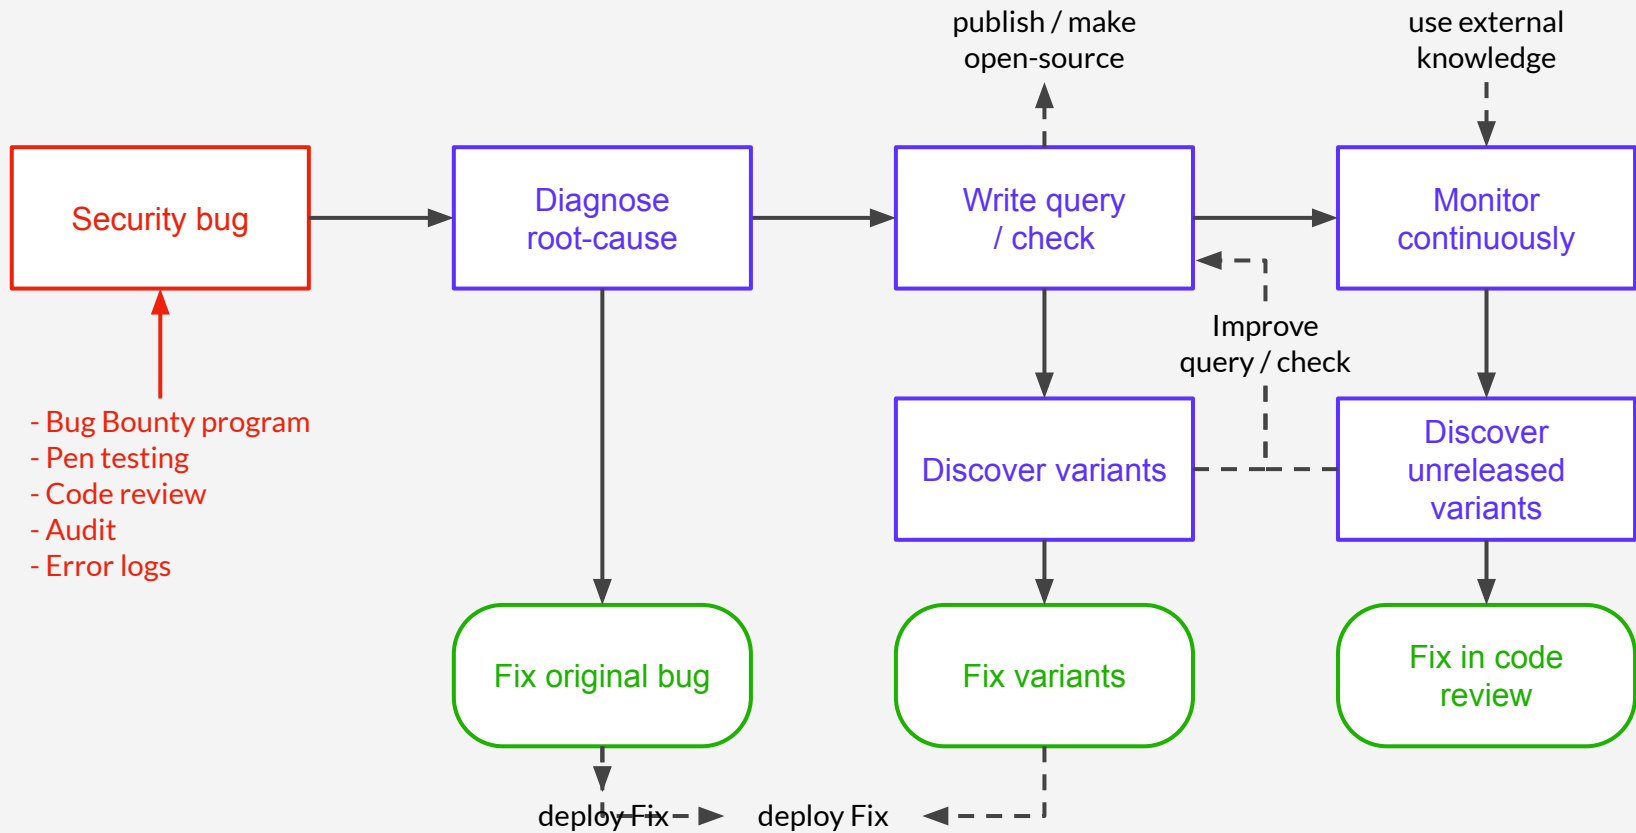 publish / make
open-source
use external
knowledge
Security bug
Diagnose
root-cause
Write query
/ check
Monitor
continuously
Improve
query / check
- Bug Bounty program
- Pen testing
- Code review
- Audit
- Error logs
Discover variants
Discover
unreleased
variants
Fix original bug
Fix variants
Fix in code
review
deploy Fix
deploy Fix